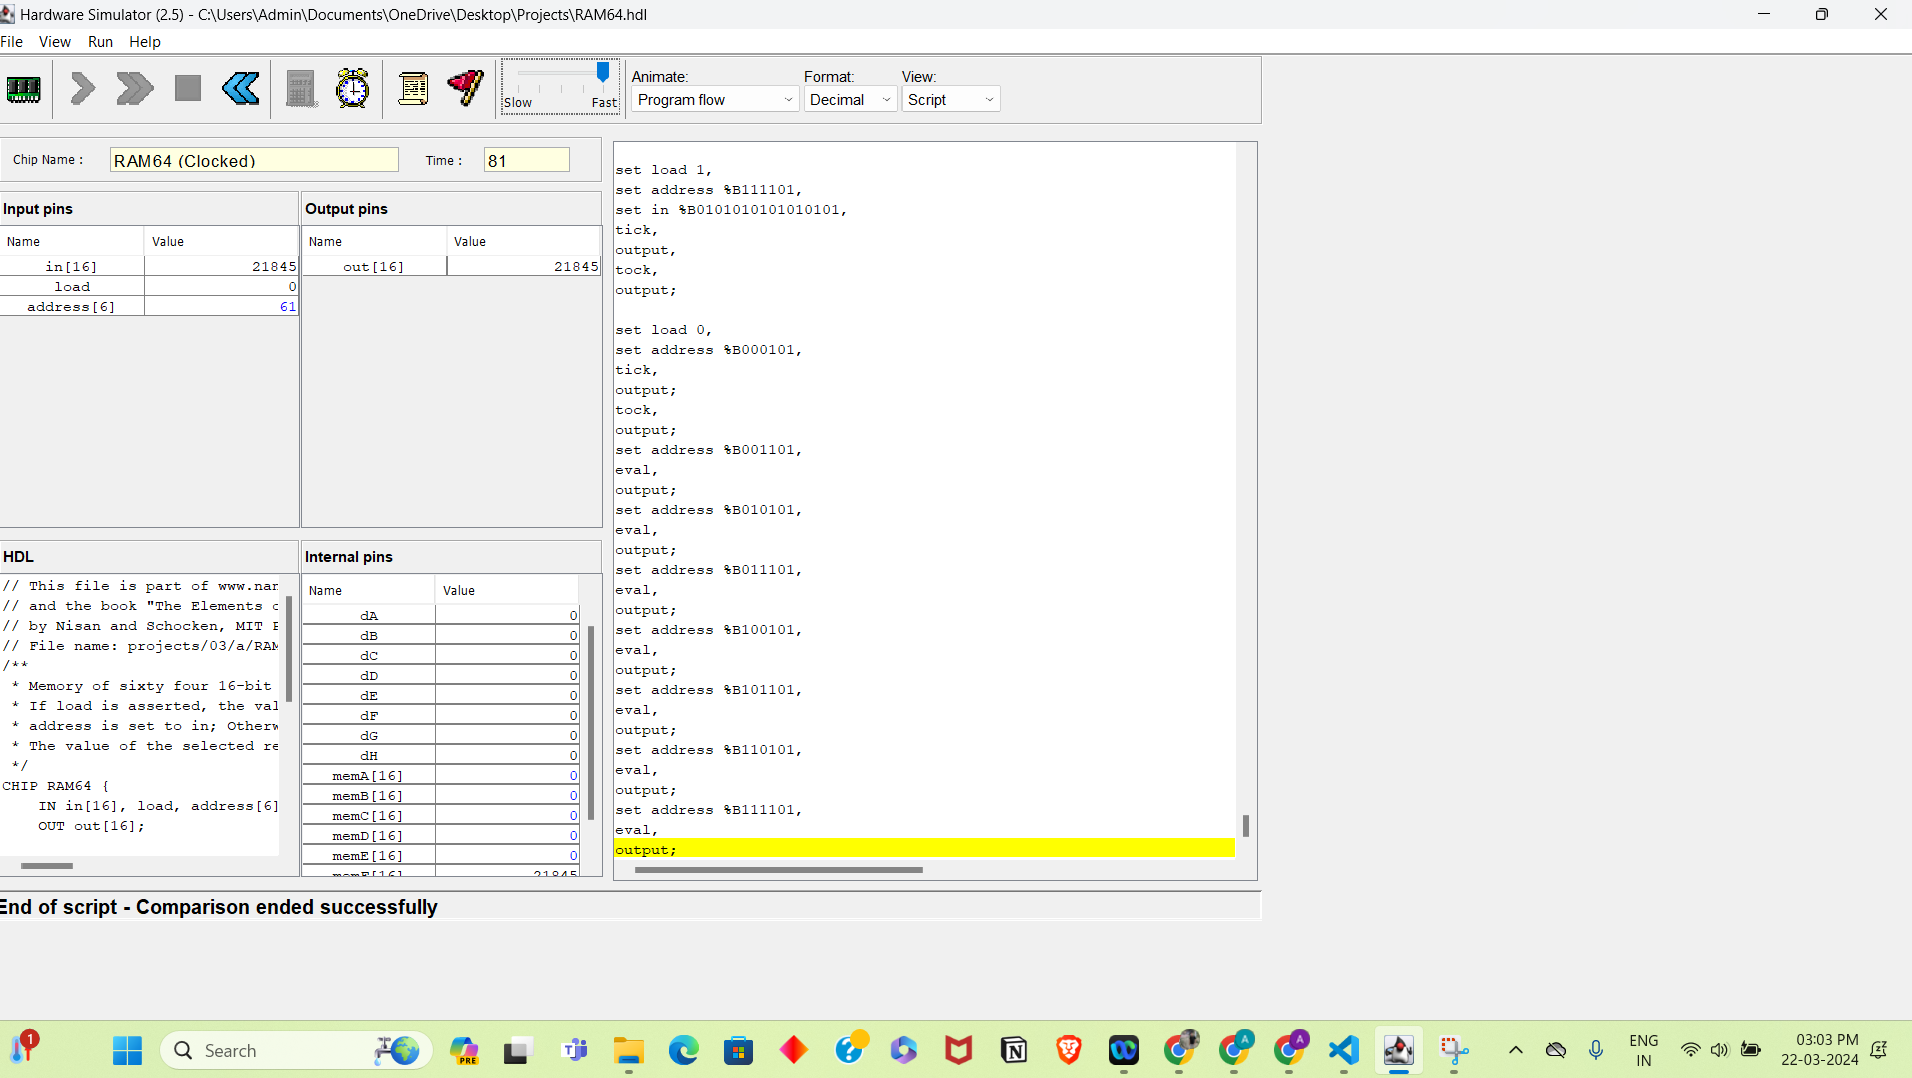 Hardware Simulator (2.5) - C:\Users\Admin\Documents\OneDrive\Desktop\Projects\RAM64.hdl
File View Run Help
Slow Fast
Animate: Format: View:
Program flow Decimal Script
Chip Name : RAM64 (Clocked) Time : 81
Input pins
Name Value
in[16] 21845
load 0
address[6] 61
Output pins
Name Value
out[16] 21845
HDL
// This file is part of www.nan
// and the book "The Elements o
// by Nisan and Schocken, MIT P
// File name: projects/03/a/RAM
/**
* Memory of sixty four 16-bit
* If load is asserted, the val
* address is set to in; Otherw
* The value of the selected re
*/
CHIP RAM64 {
IN in[16], load, address[6]
OUT out[16];
Internal pins
Name Value
dA 0
dB 0
dC 0
dD 0
dE 0
dF 0
dG 0
dH 0
memA[16] 0
memB[16] 0
memC[16] 0
memD[16] 0
memE[16] 0
memF[16] 21845
set load 1,
set address %B111101,
set in %B0101010101010101,
tick,
output,
tock,
output;
set load 0,
set address %B000101,
tick,
output;
tock,
output;
set address %B001101,
eval,
output;
set address %B010101,
eval,
output;
set address %B011101,
eval,
output;
set address %B100101,
eval,
output;
set address %B101101,
eval,
output;
set address %B110101,
eval,
output;
set address %B111101,
eval,
output;
End of script - Comparison ended successfully
1
Search
PRE
A
A
ENG
IN
03:03 PM
22-03-2024